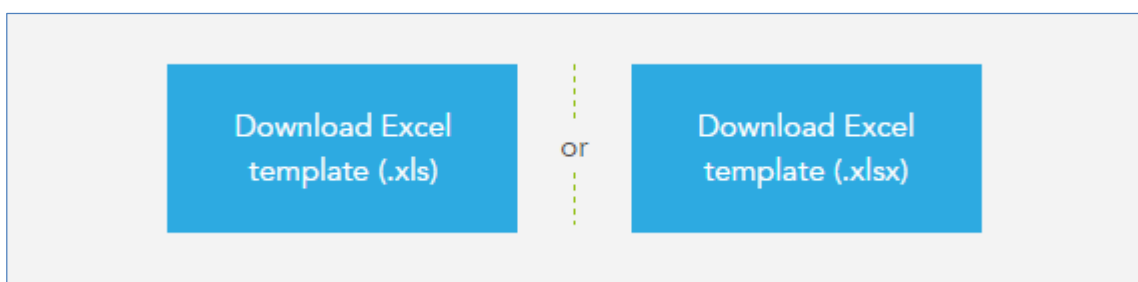 Download Excel
template (.xls)
or
Download Excel
template (.xlsx)